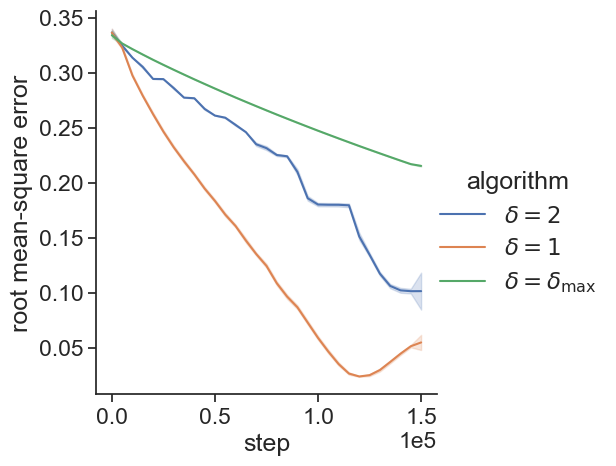 0.35
0.30
0.25
0.20
0.15
0.10
0.05
root mean-square error
0.0
0.5
1.0
1.5
1e5
step
algorithm
δ = 2
δ = 1
δ = δmax